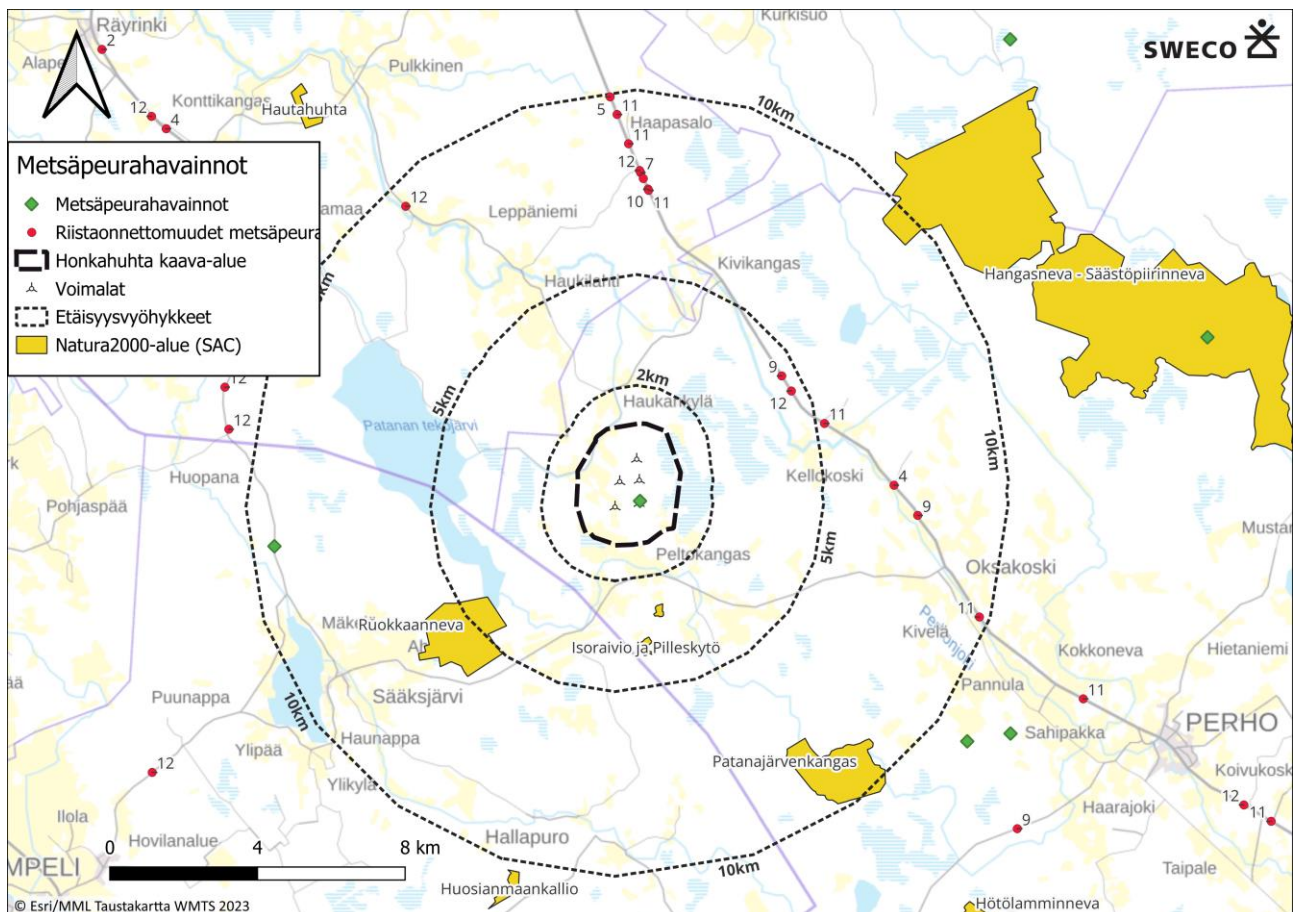 Räyrinki
Kurkisuo
SWECO
2
Alape
Pulkkinen
12
Konttikangas
4
Hautahuhta
5
11
Haapasalo
10km
11
12
7
10
11
Metsäpeurahavainnot
Metsäpeurahavainnot
Riistaonnettomuudet metsäpeura
Honkahuhta kaava-alue
Voimalat
Etäisyysvyöhykkeet
Natura2000-alue (SAC)
amaa
12
Leppäniemi
Kivikangas
Haukilahti
Hangasneva - Säästöpiirinneva
12
9
12
2km
Haukankylä
5km
11
12
Patanan tekojärvi
10km
Huopana
Kellokoski
4
Pohjaspää
9
Mustar
Peltokangas
5km
Oksakoski
11
Ruokkaanneva
Isoraivio ja Pilleskytö
Kivelä
Perhonjoki
Kokkoneva
Hietaniemi
Puunappa
Sääksjärvi
Pannula
11
10km
PERHO
Haunappa
Sahipakka
Ylipää
Patanajärvenkangas
12
Koivukosk
Ylikylä
12
11
Ilola
Haarajoki
Hovilanalue
Hallapuro
9
0 4 8 km
MPELI
10km
Taipale
Huosianmaankallio
Hötölamminneva
© Esri/MML Taustakartta WMTS 2023